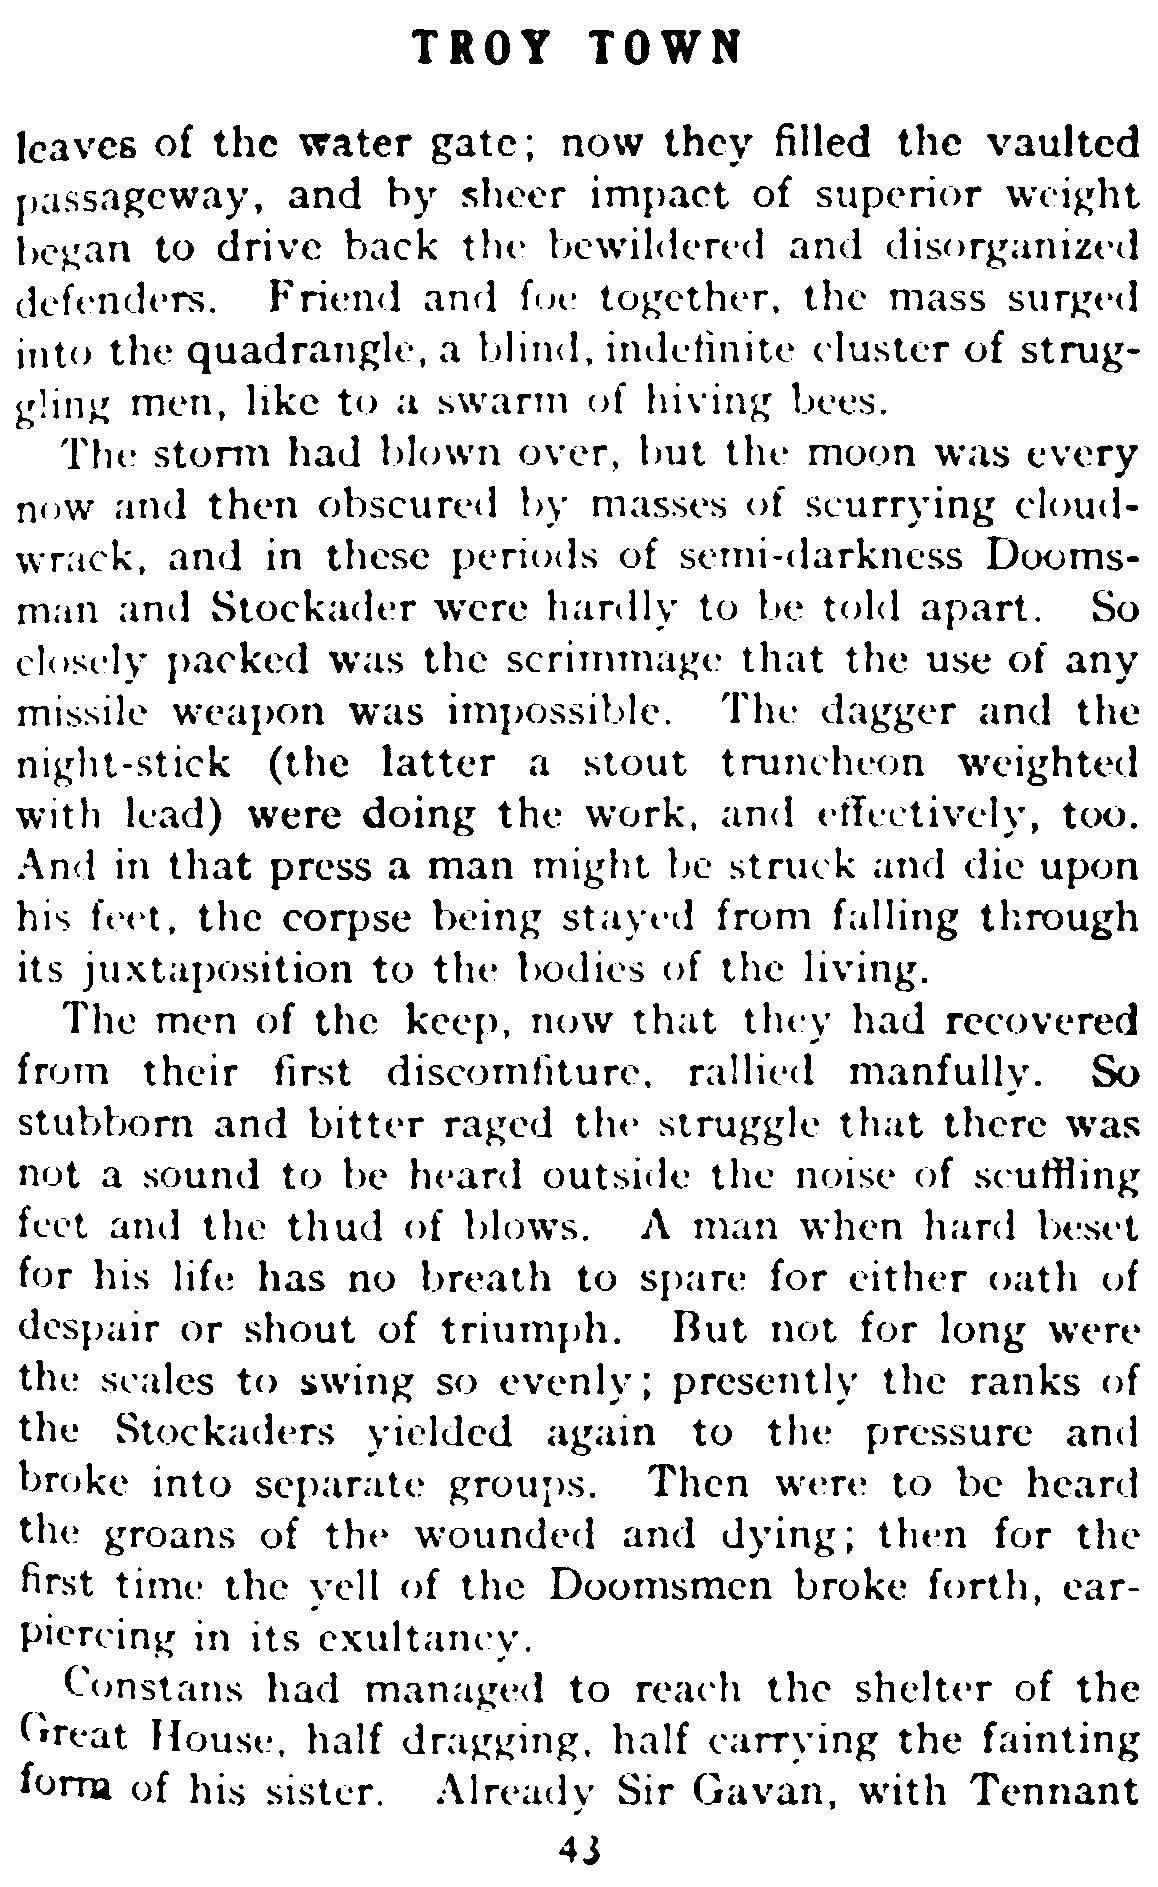 TROY TOWN
leaves of the water gate; now they filled the vaulted
passageway, and by sheer impact of superior weight
began to drive back the bewildered and disorganized
defenders. Friend and foe together, the mass surged
into the quadrangle, a blind, indefinite cluster of strug-
gling men, like to a swarm of hiving bees.
The storm had blown over, but the moon was every
now and then obscured by masses of scurrying cloud-
wrack, and in these periods of semi-darkness Dooms-
man and Stockader were hardly to be told apart. So
closely packed was the scrimmage that the use of any
missile weapon was impossible. The dagger and the
night-stick (the latter a stout truncheon weighted
with lead) were doing the work, and effectively, too.
And in that press a man might be struck and die upon
his feet, the corpse being stayed from falling through
its juxtaposition to the bodies of the living.
The men of the keep, now that they had recovered
from their first discomfiture, rallied manfully. So
stubborn and bitter raged the struggle that there was
not a sound to be heard outside the noise of scuffling
feet and the thud of blows. A man when hard beset
for his life has no breath to spare for either oath of
despair or shout of triumph. But not for long were
the scales to swing so evenly; presently the ranks of
the Stockaders yielded again to the pressure and
broke into separate groups. Then were to be heard
the groans of the wounded and dying; then for the
first time the yell of the Doomsmen broke forth, ear-
piercing in its exultancy.
Constans had managed to reach the shelter of the
Great House, half dragging, half carrying the fainting
form of his sister. Already Sir Gavan, with Tennant
43